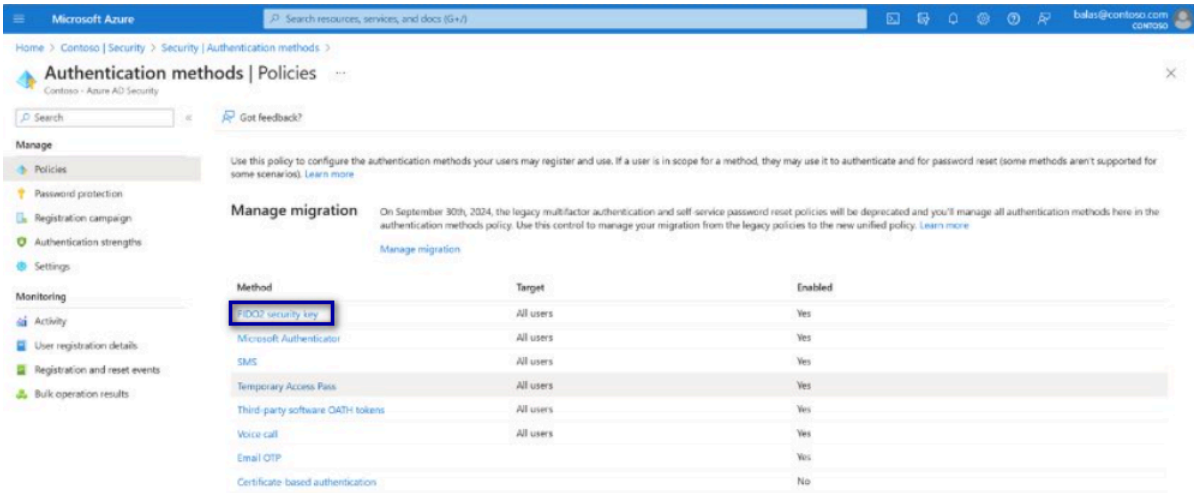 Microsoft Azure
Search resources, services, and docs (G+/)
balas@contoso.com
CONTOSO
Home > Contoso | Security > Security | Authentication methods >
Authentication methods | Policies ...
Contoso - Azure AD Security
Search
«
Got feedback?
Manage
Policies
Password protection
Registration campaign
Authentication strengths
Settings
Monitoring
Activity
User registration details
Registration and reset events
Bulk operation results
Use this policy to configure the authentication methods your users may register and use. If a user is in scope for a method, they may use it to authenticate and for password reset (some methods aren't supported for
some scenarios). Learn more
Manage migration
On September 30th, 2024, the legacy multifactor authentication and self-service password reset policies will be deprecated and you'll manage all authentication methods here in the
authentication methods policy. Use this control to manage your migration from the legacy policies to the new unified policy. Learn more
Manage migration
Method Target Enabled
FIDO2 security key All users Yes
Microsoft Authenticator All users Yes
SMS All users Yes
Temporary Access Pass All users Yes
Third-party software OATH tokens All users Yes
Voice call All users Yes
Email OTP Yes
Certificate-based authentication No